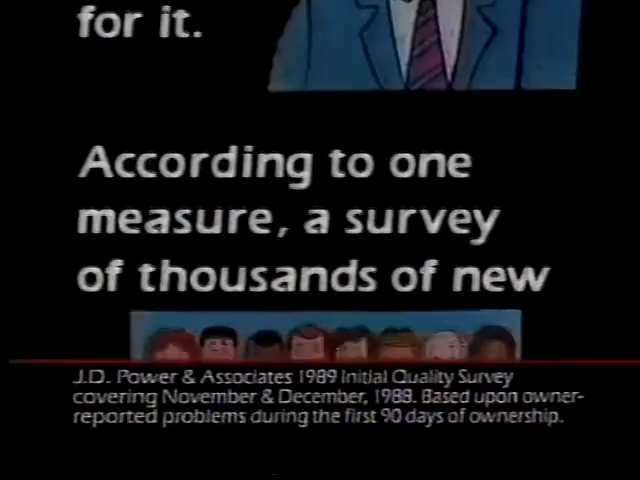 for it.
According to one
measure, a survey
of thousands of new
J.D. Power & Associates 1989 Initial Quality Survey
covering November & December, 1988. Based upon owner-
reported problems during the first 90 days of ownership.